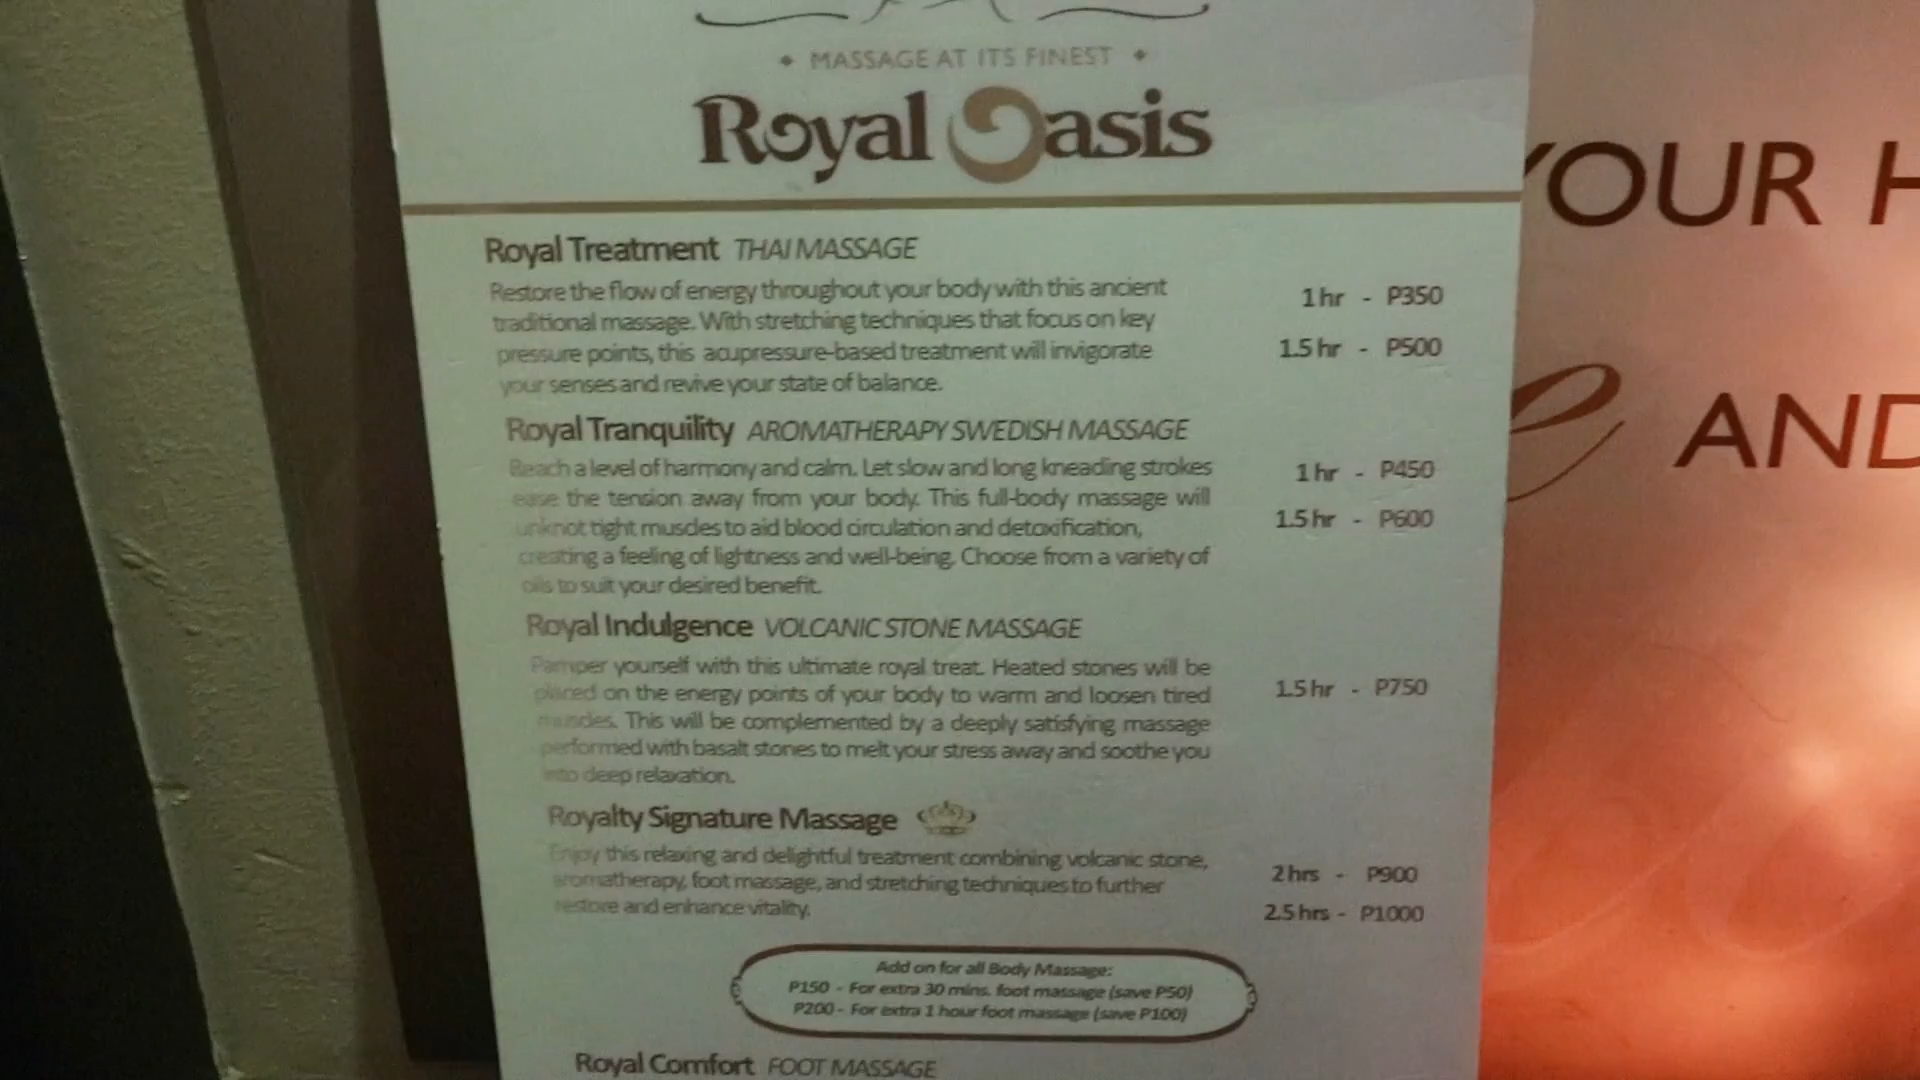 MASSAGE AT ITS FINEST
Royal Oasis
Royal Treatment THAI MASSAGE
Restore the flow of energy throughout your body with this ancient
traditional massage. With stretching techniques that focus on key
pressure points, this acupressure-based treatment will invigorate
your senses and revive your state of balance.
1 hr - P350
1.5 hr - P500
Royal Tranquility AROMATHERAPY SWEDISH MASSAGE
Reach a level of harmony and calm. Let slow and long kneading strokes
ease the tension away from your body. This full-body massage will
unknot tight muscles to aid blood circulation and detoxification,
creating a feeling of lightness and well-being. Choose from a variety of
oils to suit your desired benefit.
1 hr - P450
1.5 hr - P600
Royal Indulgence VOLCANIC STONE MASSAGE
Pamper yourself with this ultimate royal treat. Heated stones will be
placed on the energy points of your body to warm and loosen tired
muscles. This will be complemented by a deeply satisfying massage
performed with basalt stones to melt your stress away and soothe you
into deep relaxation.
1.5 hr - P750
Royalty Signature Massage
Enjoy this relaxing and delightful treatment combining volcanic stone,
aromatherapy, foot massage, and stretching techniques to further
restore and enhance vitality.
2 hrs - P900
2.5 hrs - P1000
Add on for all Body Massage:
P150 - For extra 30 mins. foot massage (save P50)
P200 - For extra 1 hour foot massage (save P100)
Royal Comfort FOOT MASSAGE
YOUR H
e AND